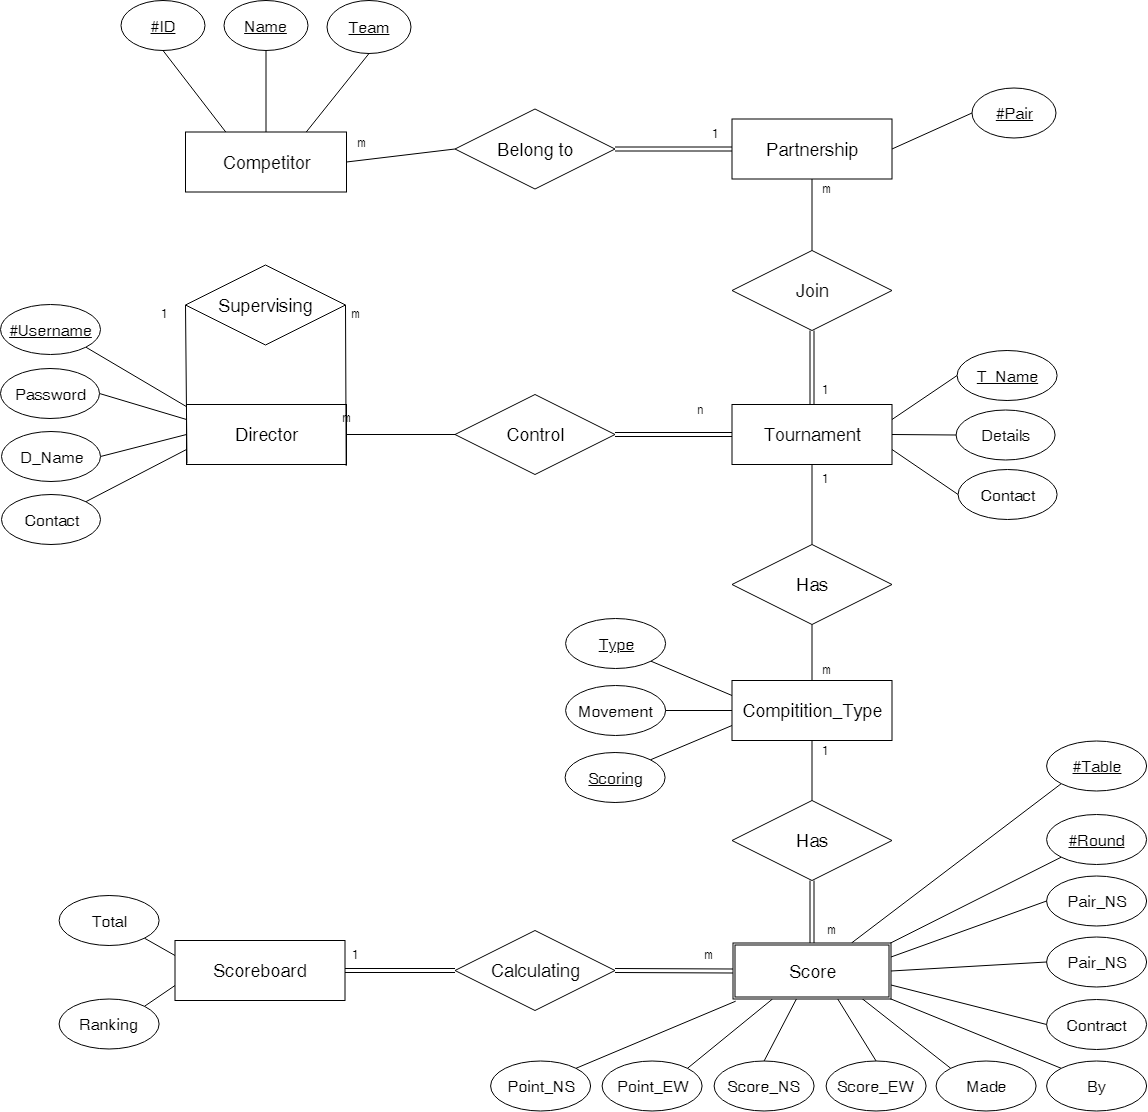 #ID
Name
Team
#Pair
m
1
Competitor
Belong to
Partnership
m
Join
Supervising
1
m
#Username
Password
D_Name
Contact
m
Director
Control
n
1
Tournament
T_Name
Details
Contact
1
Has
m
Type
Movement
Scoring
Compitition_Type
1
Has
m
#Table
#Round
Pair_NS
Pair_NS
Contract
By
Total
Ranking
Scoreboard
1
Calculating
m
Score
Point_NS
Point_EW
Score_NS
Score_EW
Made